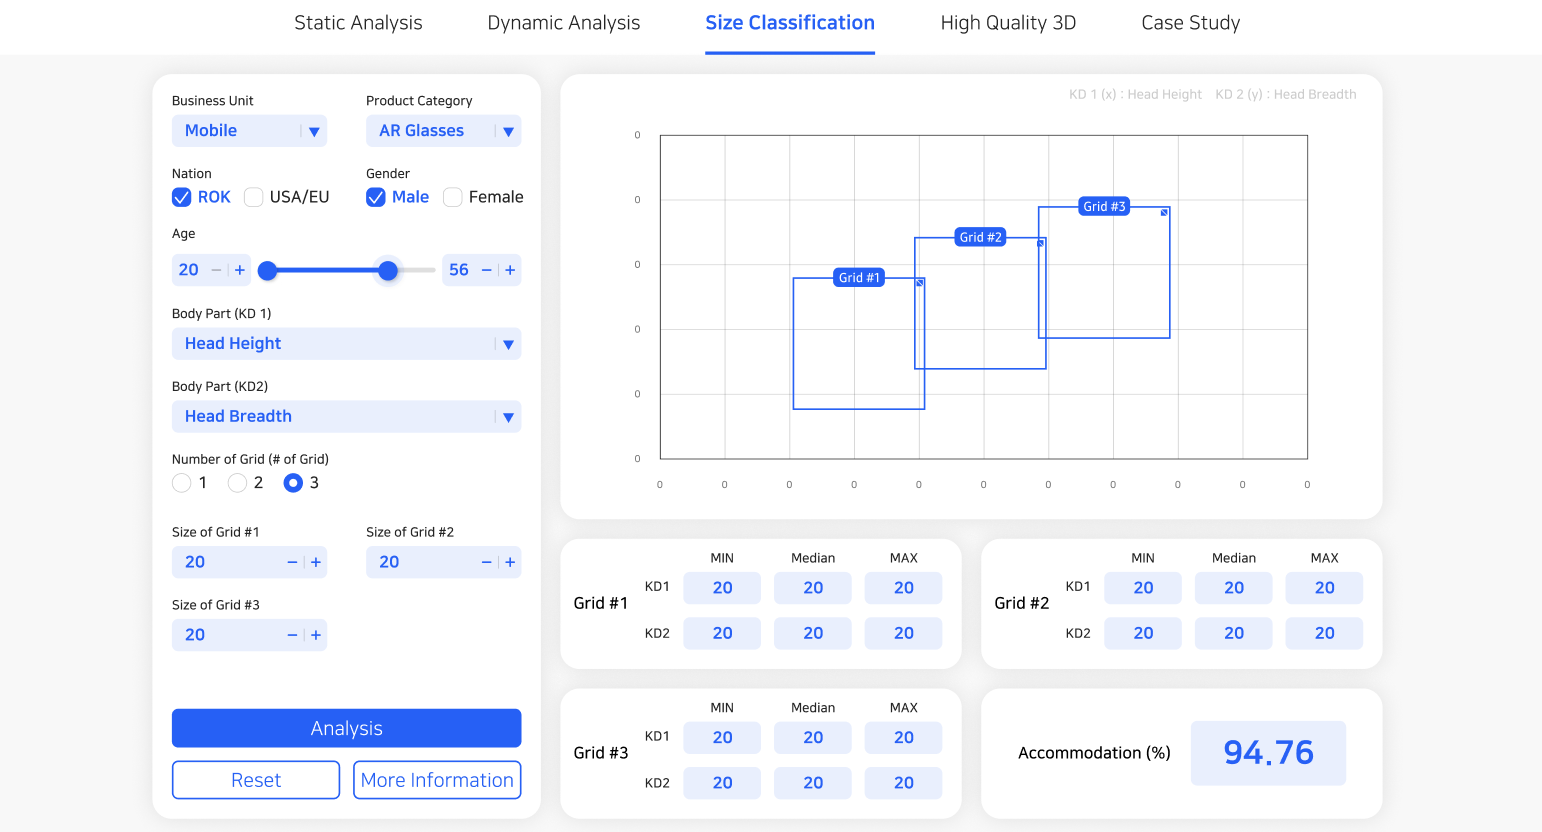 Static Analysis Dynamic Analysis Size Classification High Quality 3D Case Study
Business Unit Product Category
Mobile AR Glasses
Nation Gender
ROK USA/EU Male Female
Age
20 − + 56 − +
Body Part (KD 1)
Head Height
Body Part (KD2)
Head Breadth
Number of Grid (# of Grid)
1 2 3
Size of Grid #1 Size of Grid #2
20 − + 20 − +
Size of Grid #3
20 − +
Analysis
Reset More Information
KD 1 (x) : Head Height KD 2 (y) : Head Breadth
0
0
0
0
0
0
0 0 0 0 0 0 0 0 0 0 0
Grid #3
Grid #2
Grid #1
MIN Median MAX
Grid #1
KD1 20 20 20
KD2 20 20 20
MIN Median MAX
Grid #2
KD1 20 20 20
KD2 20 20 20
MIN Median MAX
Grid #3
KD1 20 20 20
KD2 20 20 20
Accommodation (%) 94.76